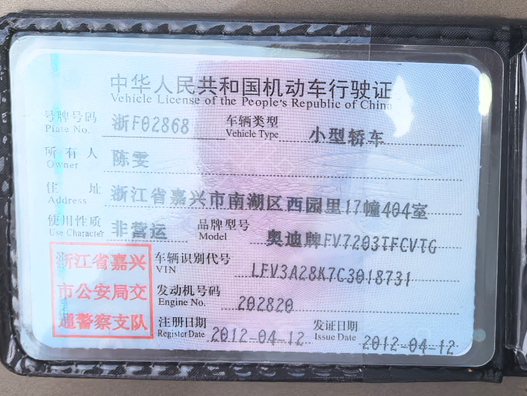 中华人民共和国机动车行驶证
Vehicle License of the People's Republic of China
号牌号码 浙F02868 车辆类型 小型轿车
Plate No. Vehicle Type
所有人 陈雯
Owner
住址 浙江省嘉兴市南湖区西园里17幢404室
Address
使用性质 非营运 品牌型号 奥迪牌FV7203TFCVTG
Use Character Model
浙江省嘉兴
市公安局交
通警察支队
车辆识别代号 LFV3A28K7C3018731
VIN
发动机号码 202820
Engine No.
注册日期 2012-04-12 发证日期 2012-04-12
Register Date Issue Date